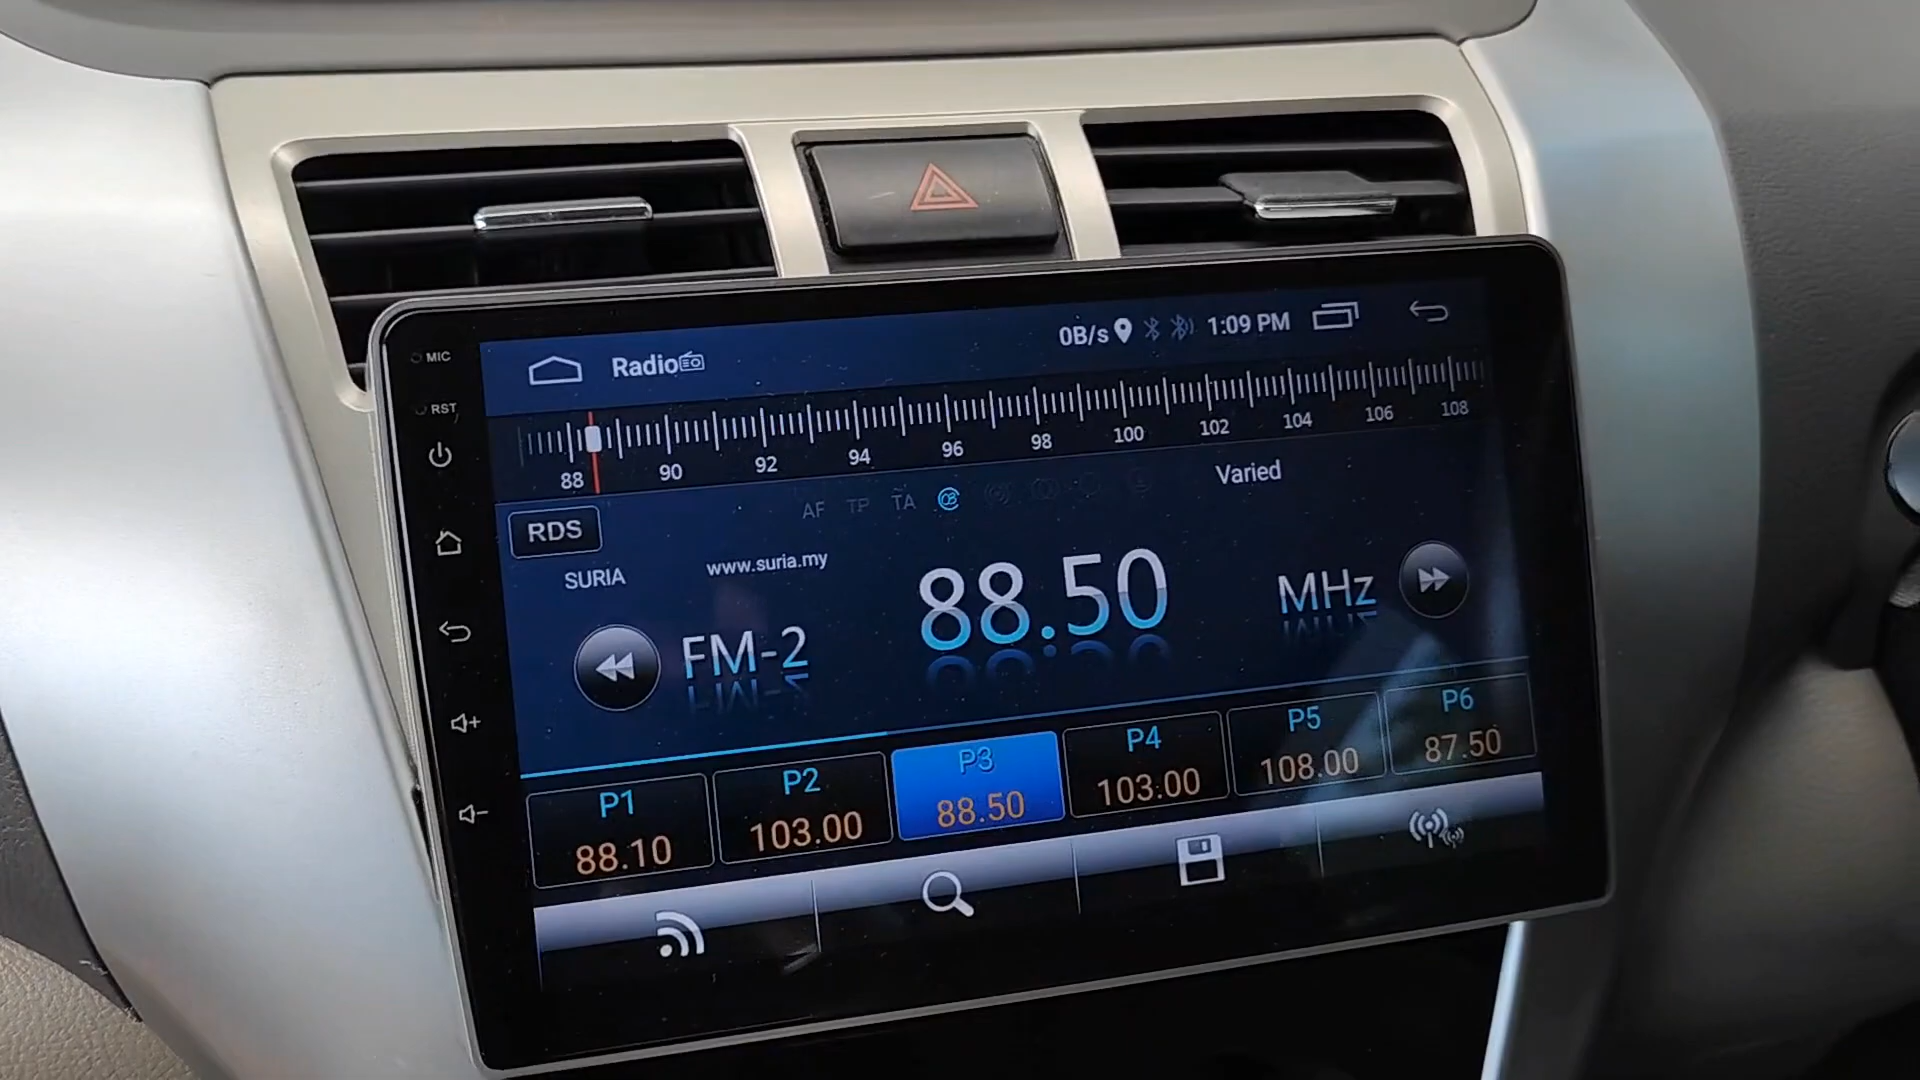 MIC
RST
Radio
0B/s 1:09 PM
88 90 92 94 96 98 100 102 104 106 108
AF TP TA
Varied
RDS
SURIA
www.suria.my
FM-2
88.50
MHz
P1 P2 P3 P4 P5 P6
88.10 103.00 88.50 103.00 108.00 87.50